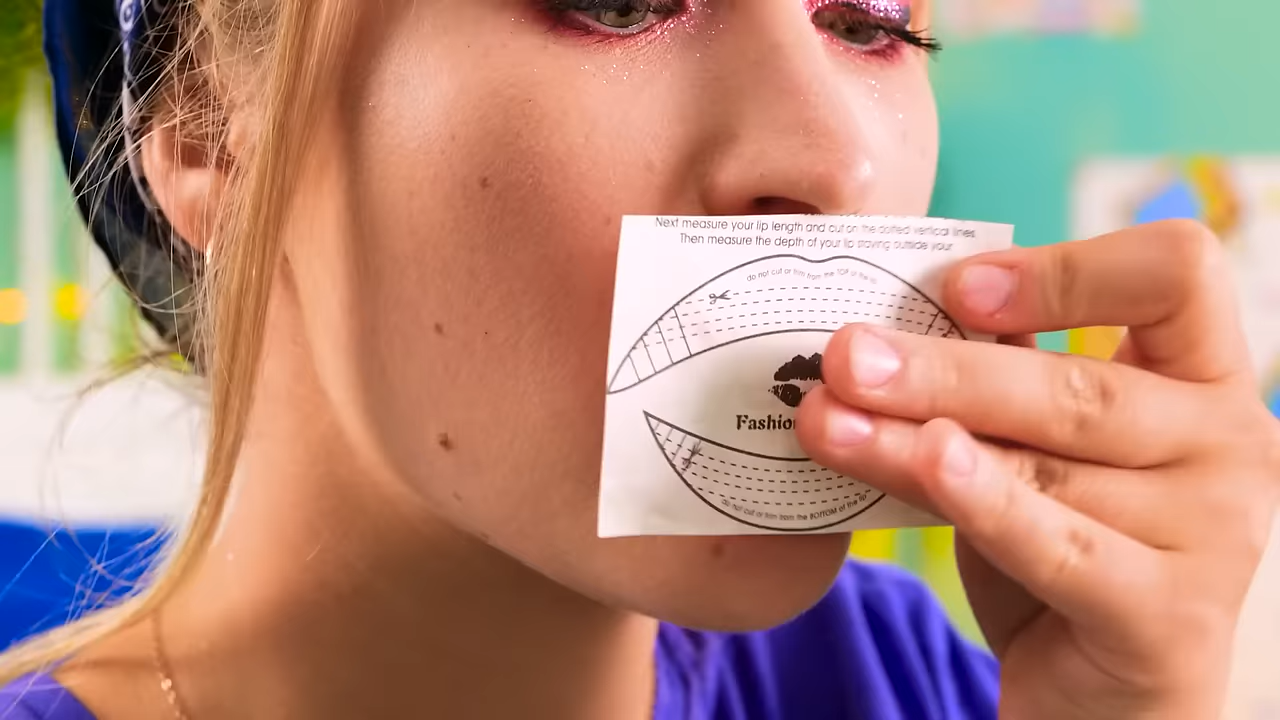 Next measure your lip length and cut on the dotted vertical lines.
Then measure the depth of your lip staying outside your
do not cut or trim from the TOP of the lip
Fashion
do not cut or trim from the BOTTOM of the lip